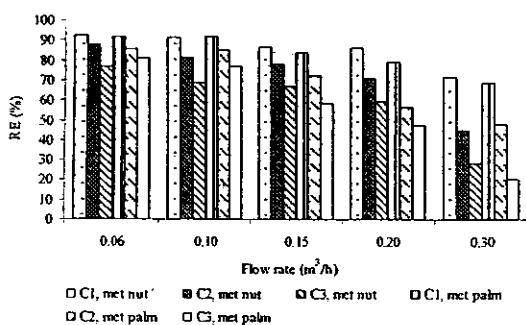 100
90
80
70
60
50
40
30
20
10
0
RE (%)
0.06 0.10 0.15 0.20 0.30
Flow rate (m³/h)
C1, met nut C2, met nut C3, met nut C1, met palm
C2, met palm C3, met palm